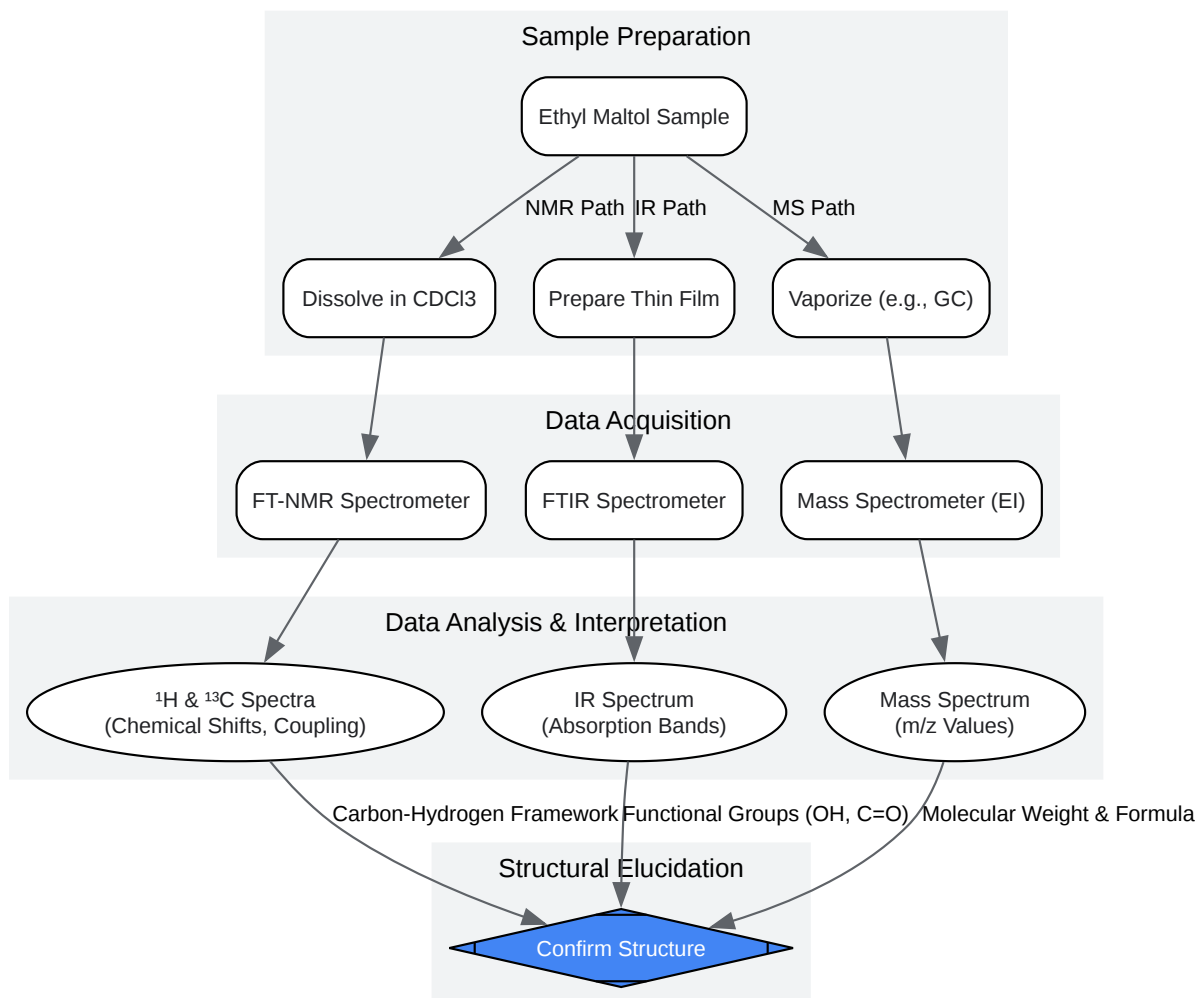 Sample Preparation
Ethyl Maltol Sample
NMR Path
IR Path
MS Path
Dissolve in CDCl3
Prepare Thin Film
Vaporize (e.g., GC)
Data Acquisition
FT-NMR Spectrometer
FTIR Spectrometer
Mass Spectrometer (EI)
Data Analysis & Interpretation
¹H & ¹³C Spectra
(Chemical Shifts, Coupling)
IR Spectrum
(Absorption Bands)
Mass Spectrum
(m/z Values)
Carbon-Hydrogen Framework
Functional Groups (OH, C=O)
Molecular Weight & Formula
Structural Elucidation
Confirm Structure